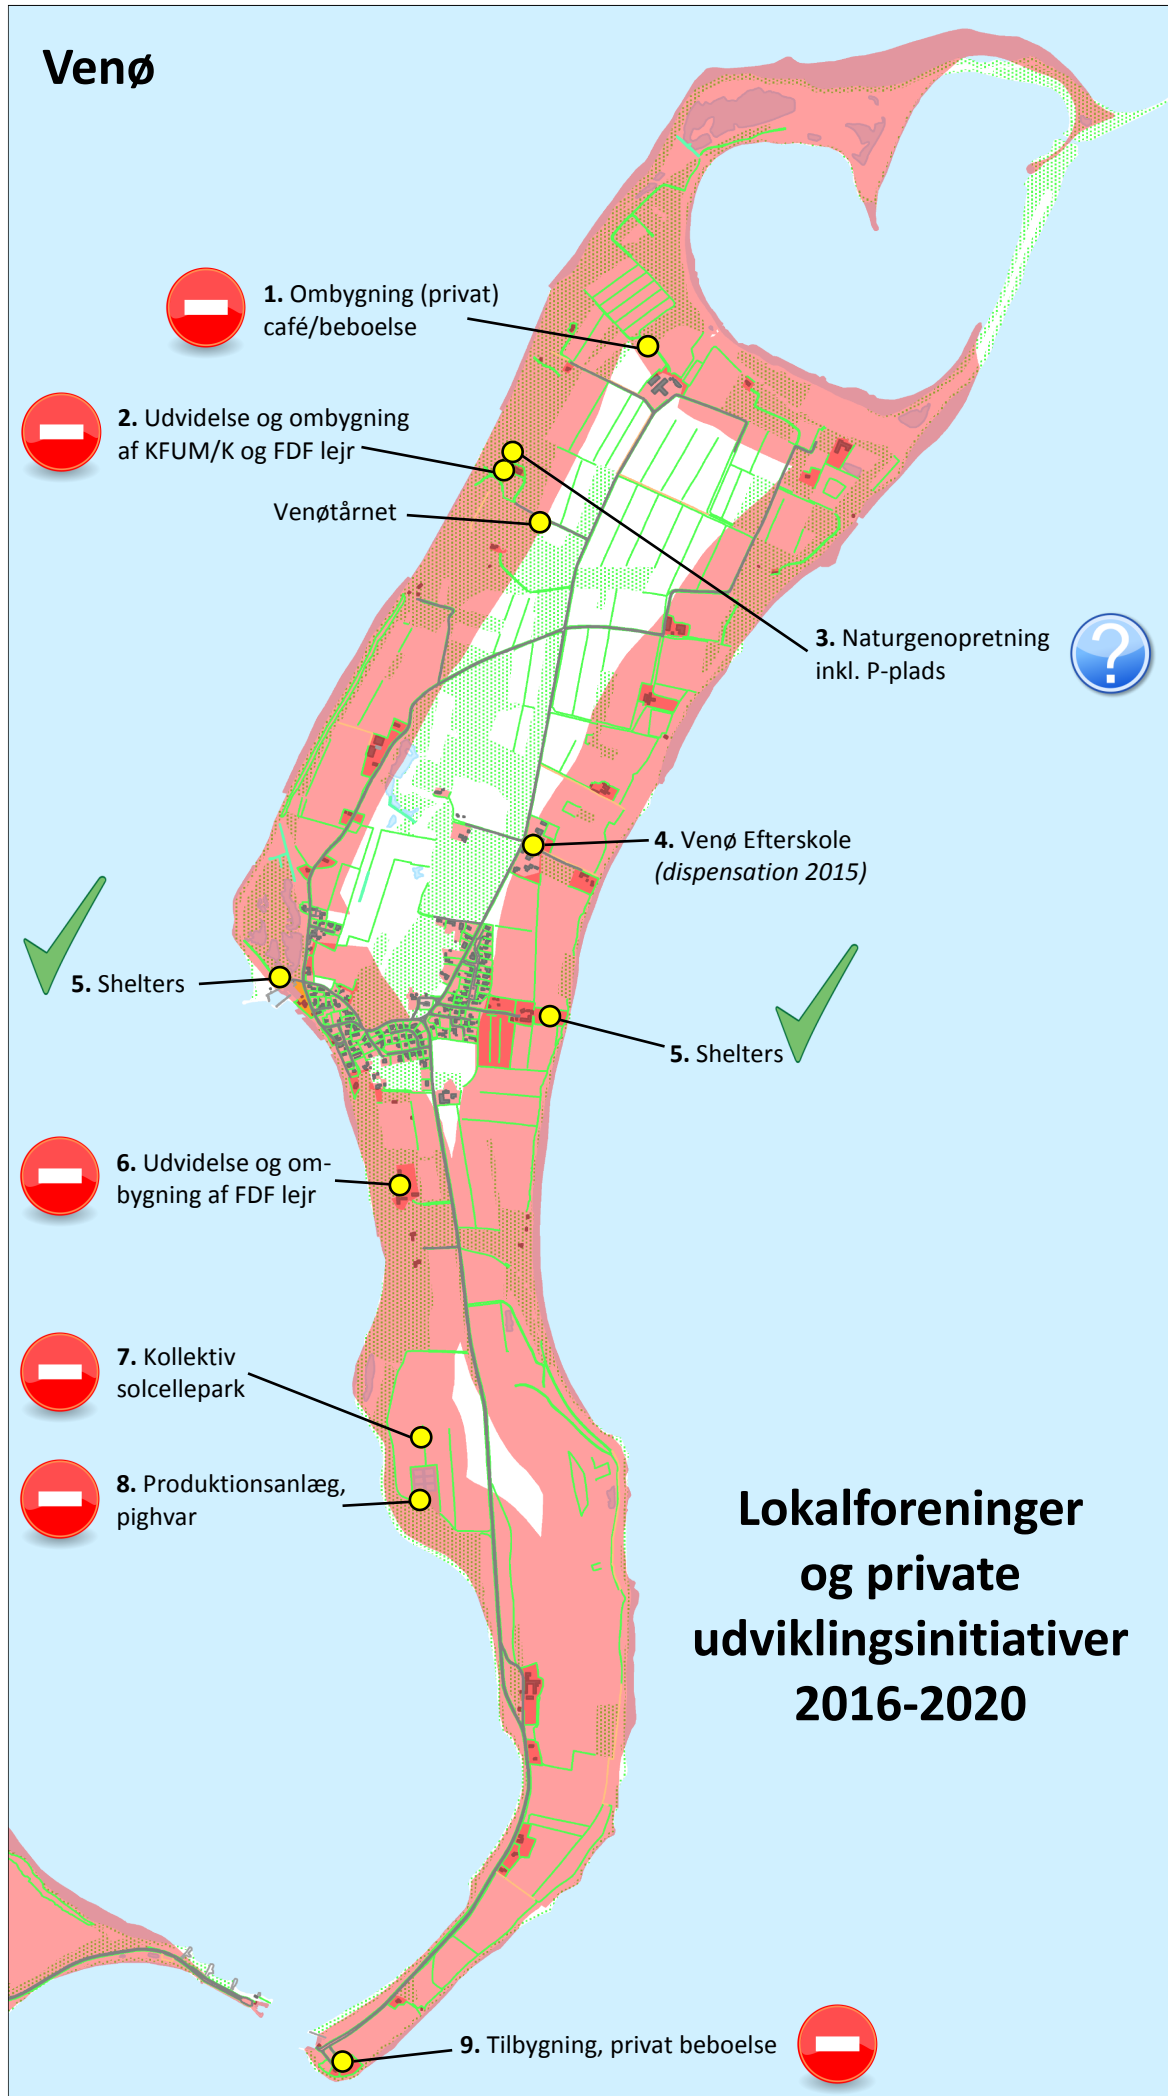 Venø
1. Ombygning (privat)
café/beboelse
2. Udvidelse og ombygning
af KFUM/K og FDF lejr
Venøtårnet
3. Naturgenopretning
inkl. P-plads
4. Venø Efterskole
(dispensation 2015)
5. Shelters
5. Shelters
6. Udvidelse og om-
bygning af FDF lejr
7. Kollektiv
solcellepark
8. Produktionsanlæg,
pighvar
Lokalforeninger
og private
udviklingsinitiativer
2016-2020
9. Tilbygning, privat beboelse